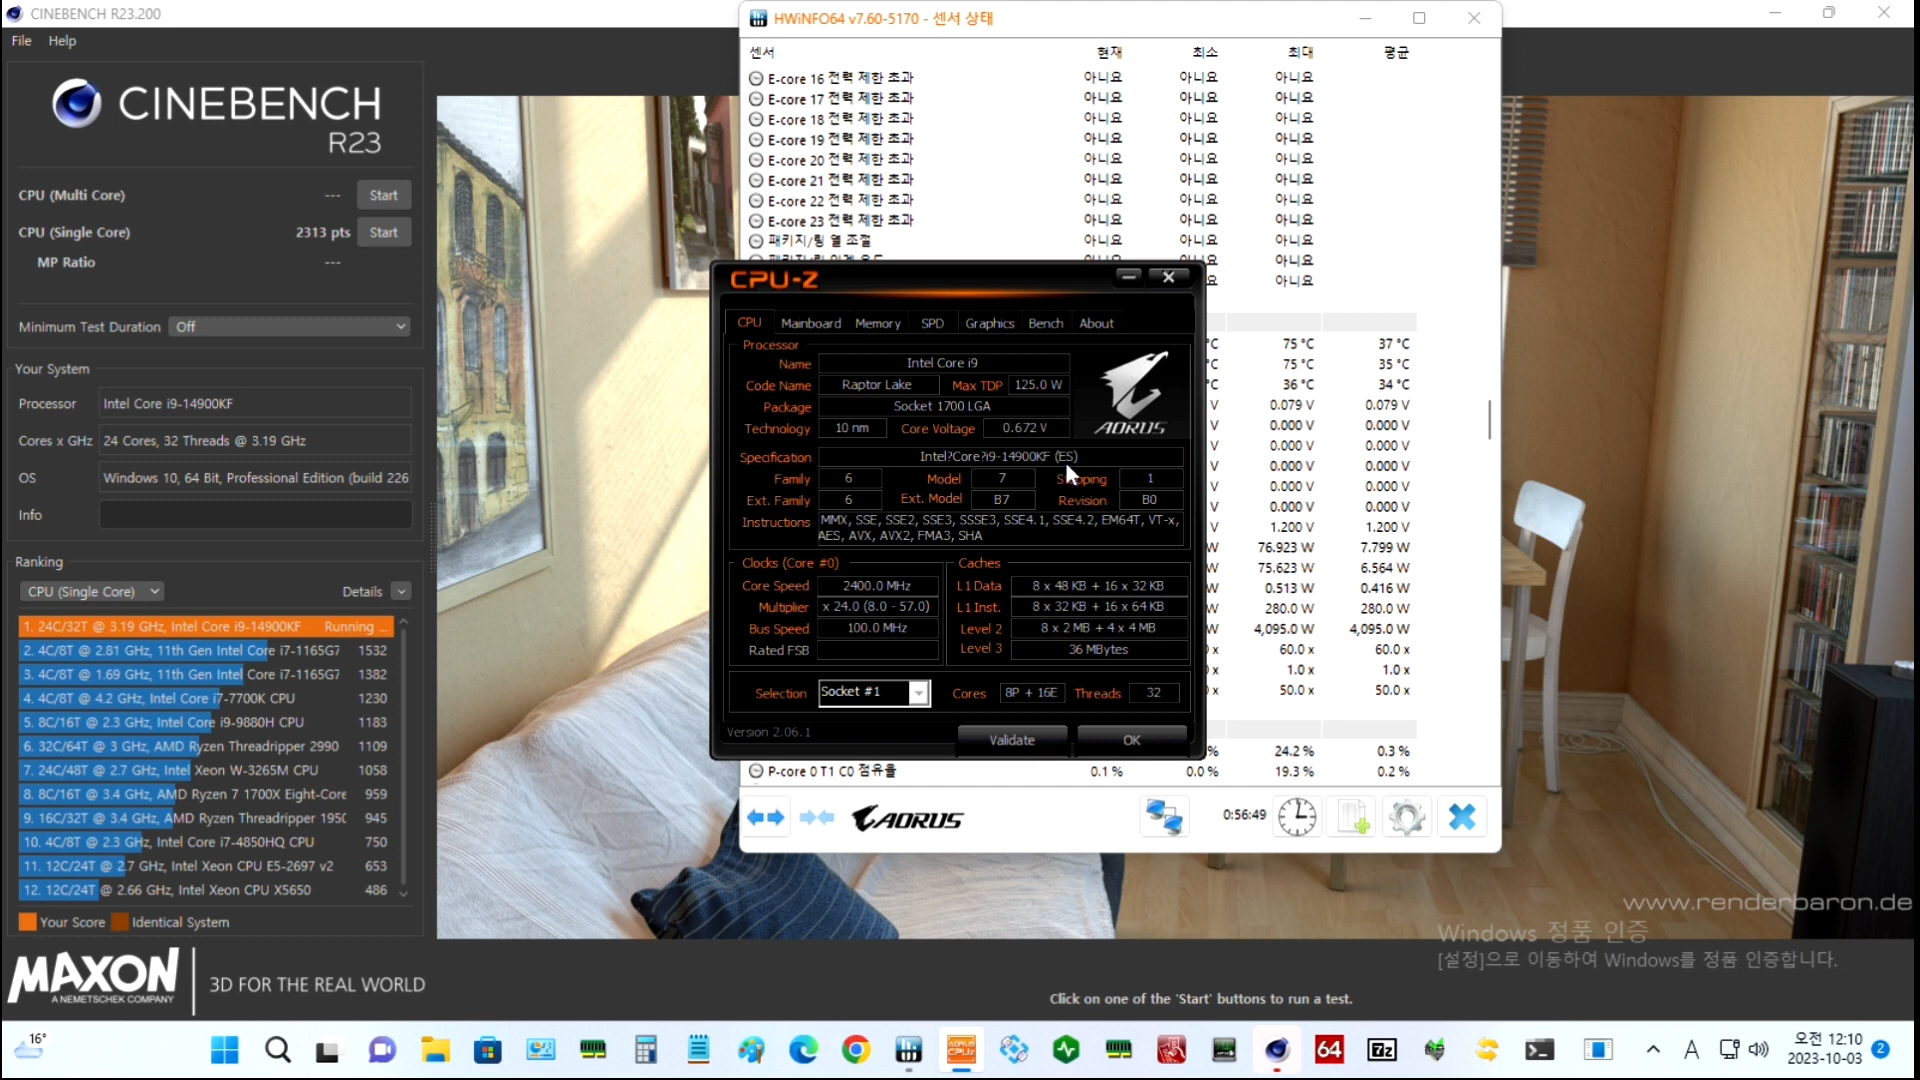 CINEBENCH R23.200
File Help
CINEBENCH
R23
CPU (Multi Core) --- Start
CPU (Single Core) 2313 pts Start
MP Ratio ---
Minimum Test Duration Off
Your System
Processor Intel Core i9-14900KF
Cores x GHz 24 Cores, 32 Threads @ 3.19 GHz
OS Windows 10, 64 Bit, Professional Edition (build 226
Info
Ranking
CPU (Single Core) Details
1. 24C/32T @ 3.19 GHz, Intel Core i9-14900KF Running ...
2. 4C/8T @ 2.81 GHz, 11th Gen Intel Core i7-1165G7 1532
3. 4C/8T @ 1.69 GHz, 11th Gen Intel Core i7-1165G7 1382
4. 4C/8T @ 4.2 GHz, Intel Core i7-7700K CPU 1230
5. 8C/16T @ 2.3 GHz, Intel Core i9-9880H CPU 1183
6. 32C/64T @ 3 GHz, AMD Ryzen Threadripper 2990 1109
7. 24C/48T @ 2.7 GHz, Intel Xeon W-3265M CPU 1058
8. 8C/16T @ 3.4 GHz, AMD Ryzen 7 1700X Eight-Core 959
9. 16C/32T @ 3.4 GHz, AMD Ryzen Threadripper 1950 945
10. 4C/8T @ 2.3 GHz, Intel Core i7-4850HQ CPU 750
11. 12C/24T @ 2.7 GHz, Intel Xeon CPU E5-2697 v2 653
12. 12C/24T @ 2.66 GHz, Intel Xeon CPU X5650 486
Your Score Identical System
MAXON
A NEMETSCHEK COMPANY
3D FOR THE REAL WORLD
HWiNFO64 v7.60-5170 - 센서 상태
센서 현재 최소 최대 평균
E-core 16 전력 제한 초과 아니요 아니요 아니요
E-core 17 전력 제한 초과 아니요 아니요 아니요
E-core 18 전력 제한 초과 아니요 아니요 아니요
E-core 19 전력 제한 초과 아니요 아니요 아니요
E-core 20 전력 제한 초과 아니요 아니요 아니요
E-core 21 전력 제한 초과 아니요 아니요 아니요
E-core 22 전력 제한 초과 아니요 아니요 아니요
E-core 23 전력 제한 초과 아니요 아니요 아니요
패키지/링 열 조절 아니요 아니요 아니요
아니요
아니요
CPU-Z
CPU Mainboard Memory SPD Graphics Bench About
Processor
Name Intel Core i9
Code Name Raptor Lake Max TDP 125.0 W
Package Socket 1700 LGA
Technology 10 nm Core Voltage 0.672 V
AORUS
Specification Intel?Core?i9-14900KF (ES)
Family 6 Model 7 1
Ext. Family 6 Ext. Model B7 Revision B0
Instructions MMX, SSE, SSE2, SSE3, SSSE3, SSE4.1, SSE4.2, EM64T, VT-x,
AES, AVX, AVX2, FMA3, SHA
Clocks (Core #0)
Core Speed 2400.0 MHz
Multiplier x 24.0 (8.0 - 57.0)
Bus Speed 100.0 MHz
Rated FSB
Caches
L1 Data 8 x 48 KB + 16 x 32 KB
L1 Inst. 8 x 32 KB + 16 x 64 KB
Level 2 8 x 2 MB + 4 x 4 MB
Level 3 36 MBytes
Selection Socket #1 Cores 8P + 16E Threads 32
Version 2.06.1 Validate OK
°C 75 °C 37 °C
°C 75 °C 35 °C
°C 36 °C 34 °C
V 0.079 V 0.079 V
V 0.000 V 0.000 V
V 0.000 V 0.000 V
V 0.000 V 0.000 V
V 0.000 V 0.000 V
V 0.000 V 0.000 V
V 1.200 V 1.200 V
W 76.923 W 7.799 W
W 75.623 W 6.564 W
W 0.513 W 0.416 W
W 280.0 W 280.0 W
W 4,095.0 W 4,095.0 W
x 60.0 x 60.0 x
x 1.0 x 1.0 x
x 50.0 x 50.0 x
% 24.2 % 0.3 %
P-core 0 T1 C0 점유율 0.1 % 0.0 % 19.3 % 0.2 %
AORUS 0:56:49
www.renderbaron.de
Windows 정품 인증
[설정]으로 이동하여 Windows를 정품 인증합니다.
Click on one of the 'Start' buttons to run a test.
16°
64
7z
A
오전 12:10
2023-10-03
2